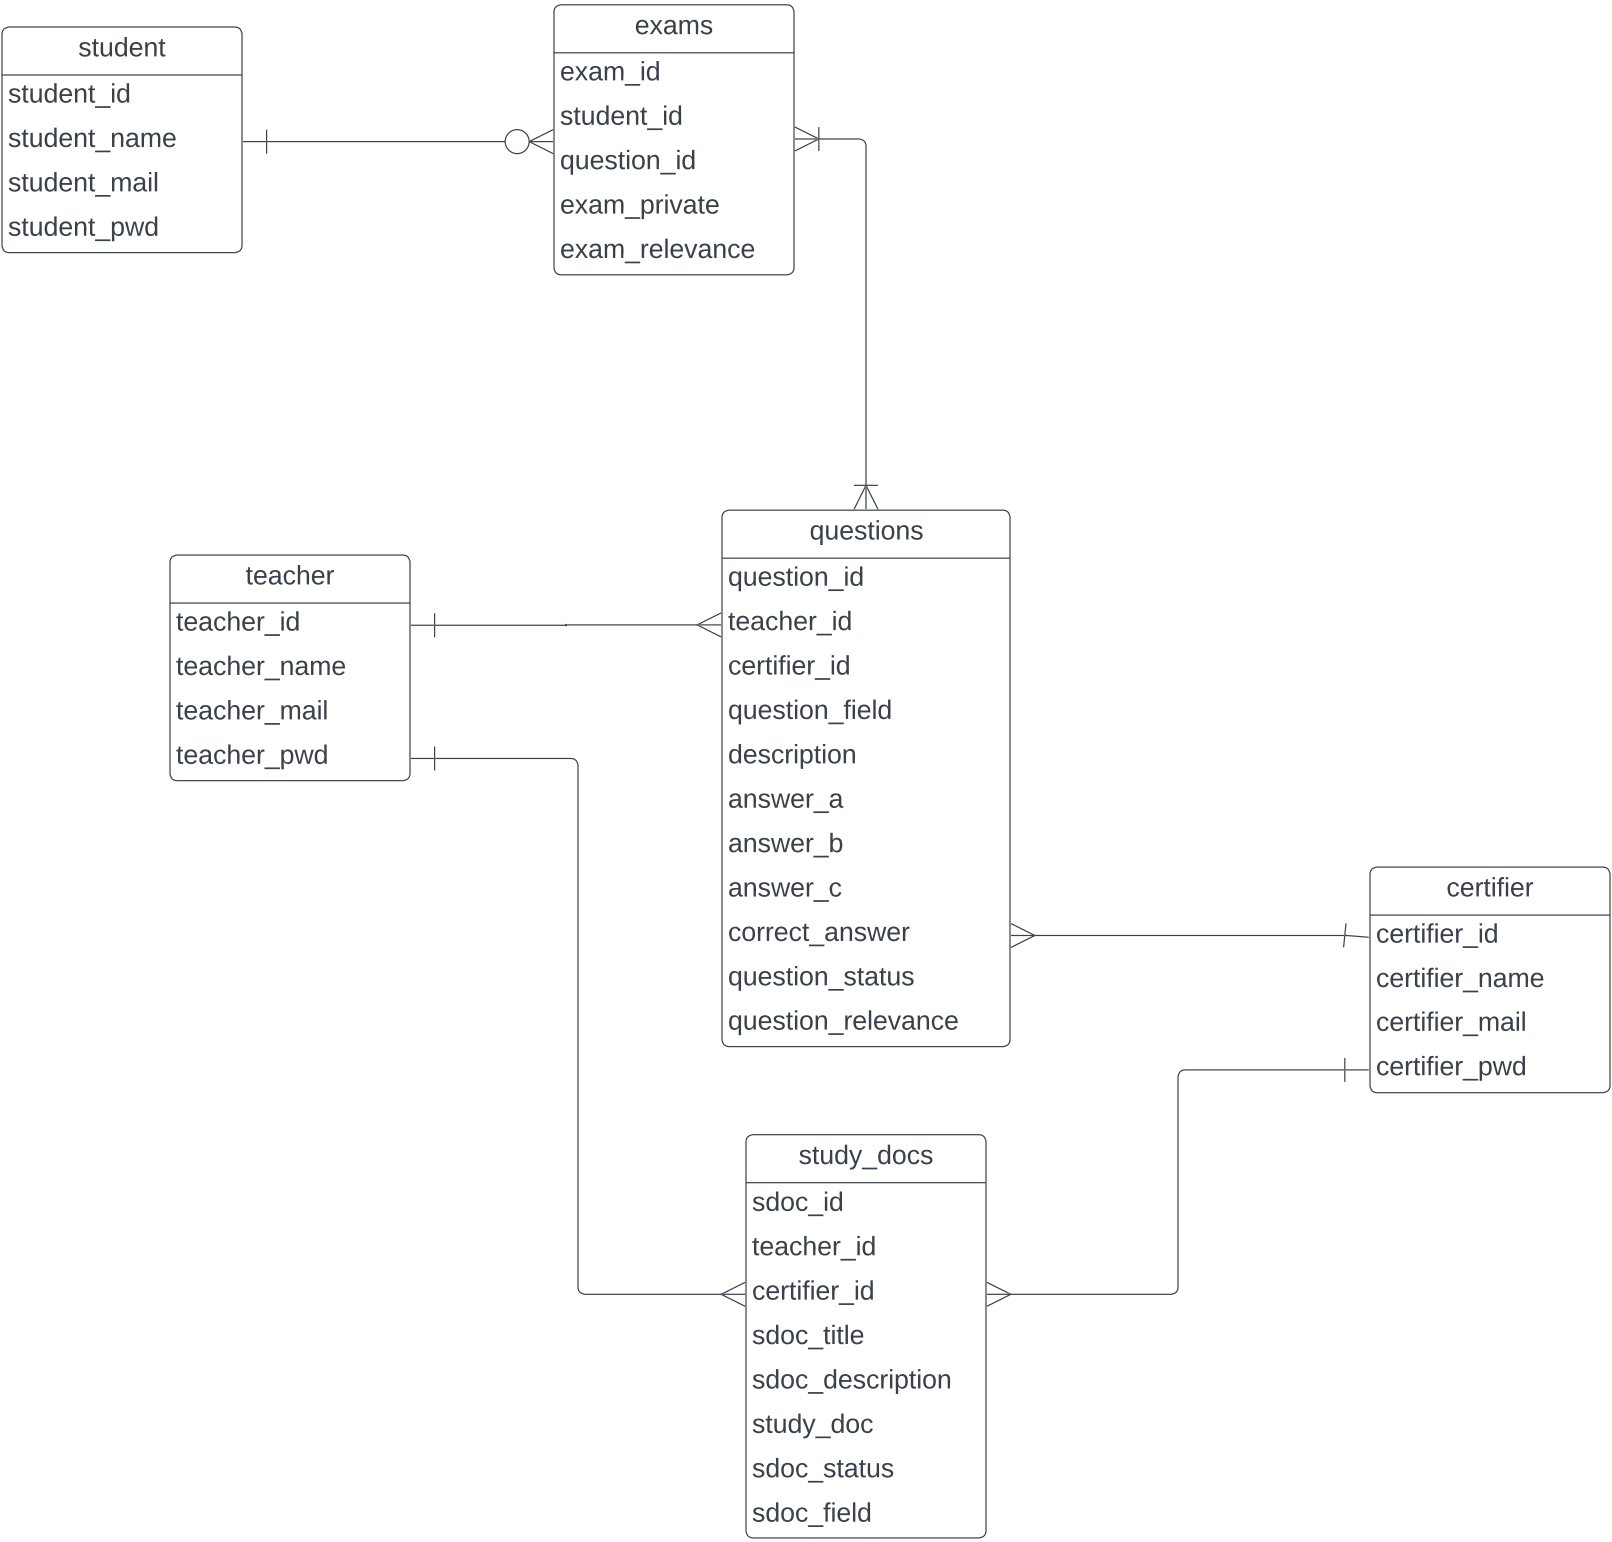 student
student_id
student_name
student_mail
student_pwd
exams
exam_id
student_id
question_id
exam_private
exam_relevance
teacher
teacher_id
teacher_name
teacher_mail
teacher_pwd
questions
question_id
teacher_id
certifier_id
question_field
description
answer_a
answer_b
answer_c
correct_answer
question_status
question_relevance
certifier
certifier_id
certifier_name
certifier_mail
certifier_pwd
study_docs
sdoc_id
teacher_id
certifier_id
sdoc_title
sdoc_description
study_doc
sdoc_status
sdoc_field